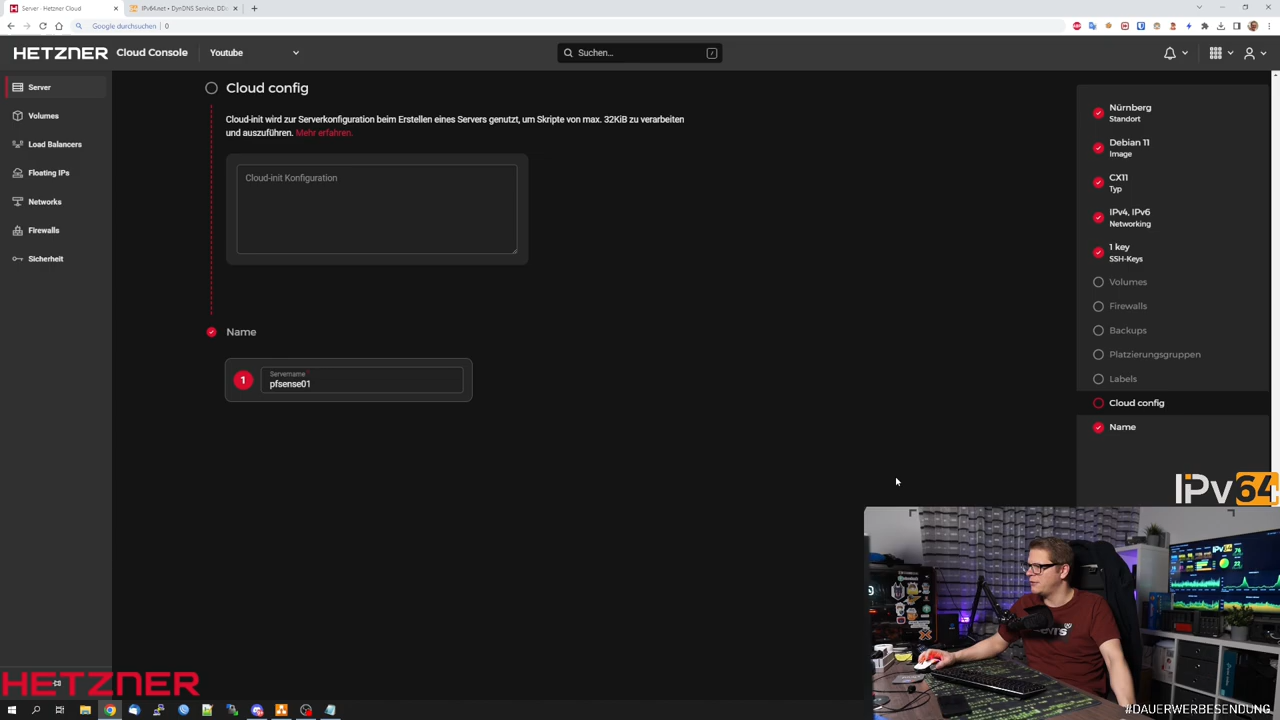 Server · Hetzner Cloud
IPv64.net • DynDNS Service, DD
Google durchsuchen
0
HETZNER
Cloud Console
Youtube
Suchen...
/
Server
Volumes
Load Balancers
Floating IPs
Networks
Firewalls
Sicherheit
Cloud config
Cloud-init wird zur Serverkonfiguration beim Erstellen eines Servers genutzt, um Skripte von max. 32KiB zu verarbeiten
und auszuführen. Mehr erfahren.
Cloud-init Konfiguration
Name
1
Servername *
pfsense01
Nürnberg
Standort
Debian 11
Image
CX11
Typ
IPv4, IPv6
Networking
1 key
SSH-Keys
Volumes
Firewalls
Backups
Platzierungsgruppen
Labels
Cloud config
Name
IPv64
IPv64
HETZNER
#DAUERWERBESENDUNG